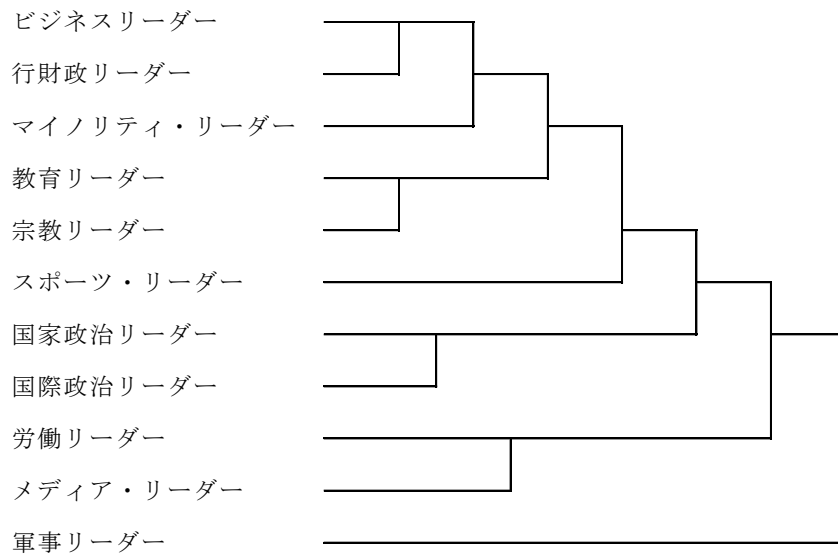 ビジネスリーダー
行財政リーダー
マイノリティ・リーダー
教育リーダー
宗教リーダー
スポーツ・リーダー
国家政治リーダー
国際政治リーダー
労働リーダー
メディア・リーダー
軍事リーダー